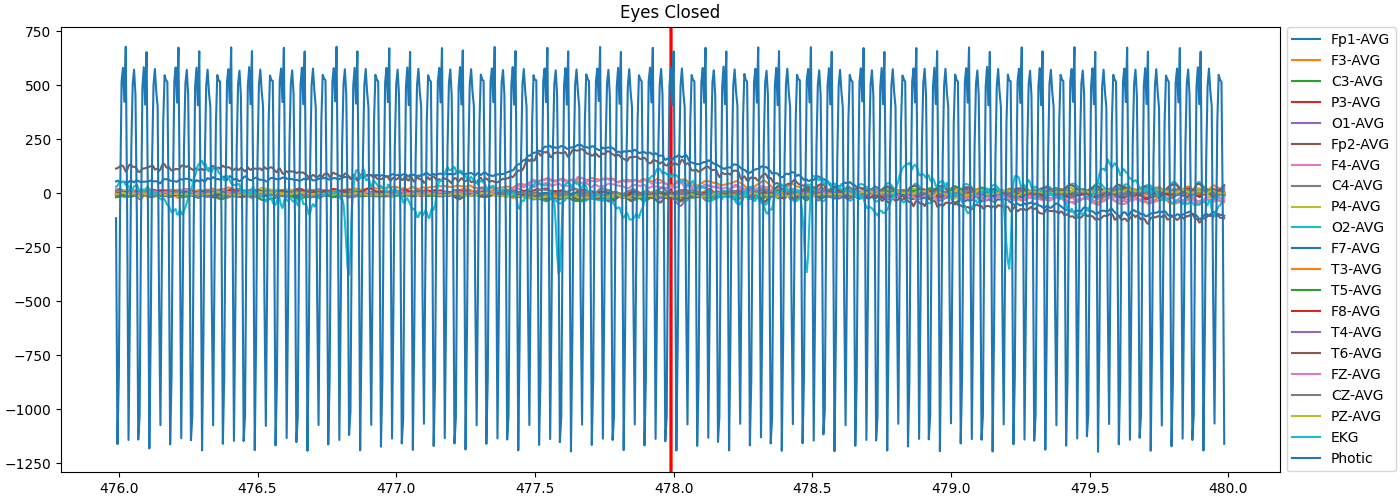 Eyes Closed
750
500
250
0
−250
−500
−750
−1000
−1250
476.0 476.5 477.0 477.5 478.0 478.5 479.0 479.5 480.0
Fp1-AVG
F3-AVG
C3-AVG
P3-AVG
O1-AVG
Fp2-AVG
F4-AVG
C4-AVG
P4-AVG
O2-AVG
F7-AVG
T3-AVG
T5-AVG
F8-AVG
T4-AVG
T6-AVG
FZ-AVG
CZ-AVG
PZ-AVG
EKG
Photic